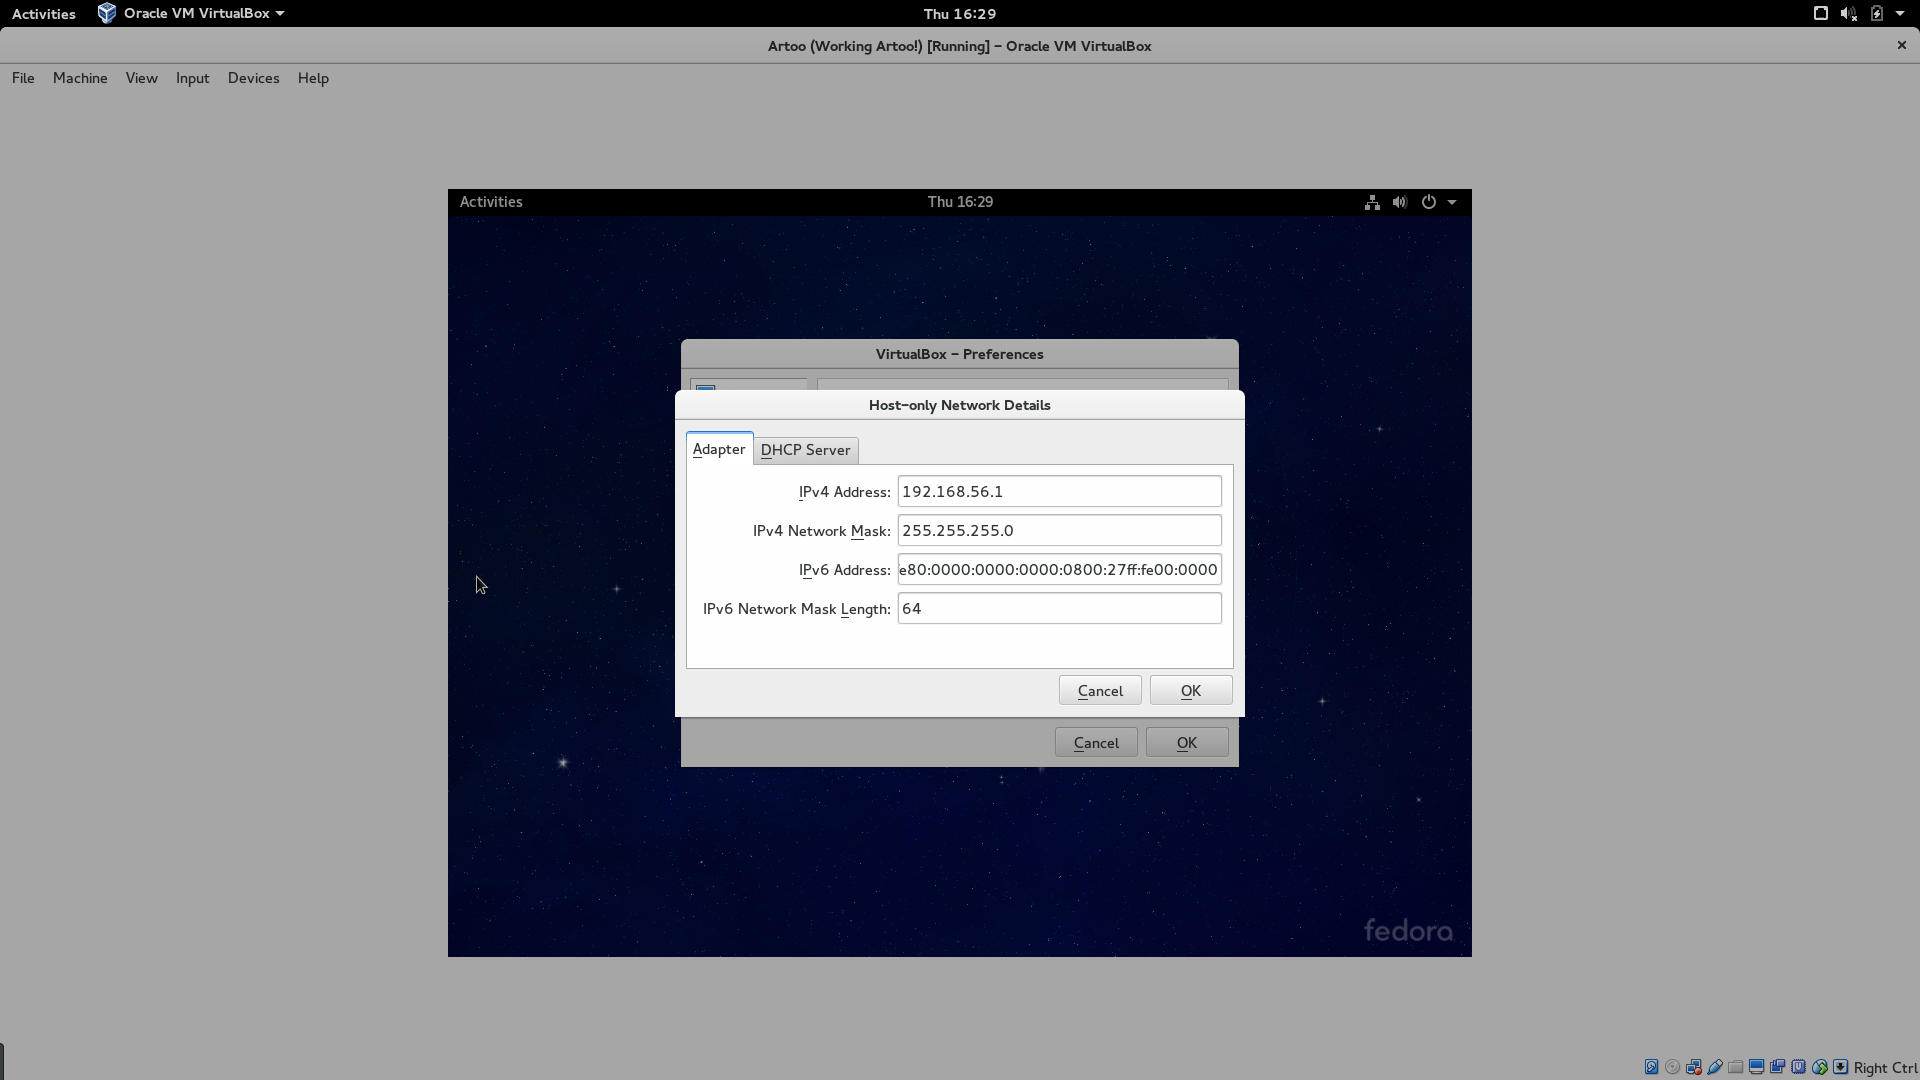 Activities Oracle VM VirtualBox Thu 16:29
Artoo (Working Artoo!) [Running] – Oracle VM VirtualBox
File Machine View Input Devices Help
Activities Thu 16:29
VirtualBox – Preferences
Host-only Network Details
Adapter DHCP Server
IPv4 Address: 192.168.56.1
IPv4 Network Mask: 255.255.255.0
IPv6 Address: e80:0000:0000:0000:0800:27ff:fe00:0000
IPv6 Network Mask Length: 64
Cancel OK
Cancel OK
fedora
Right Ctrl